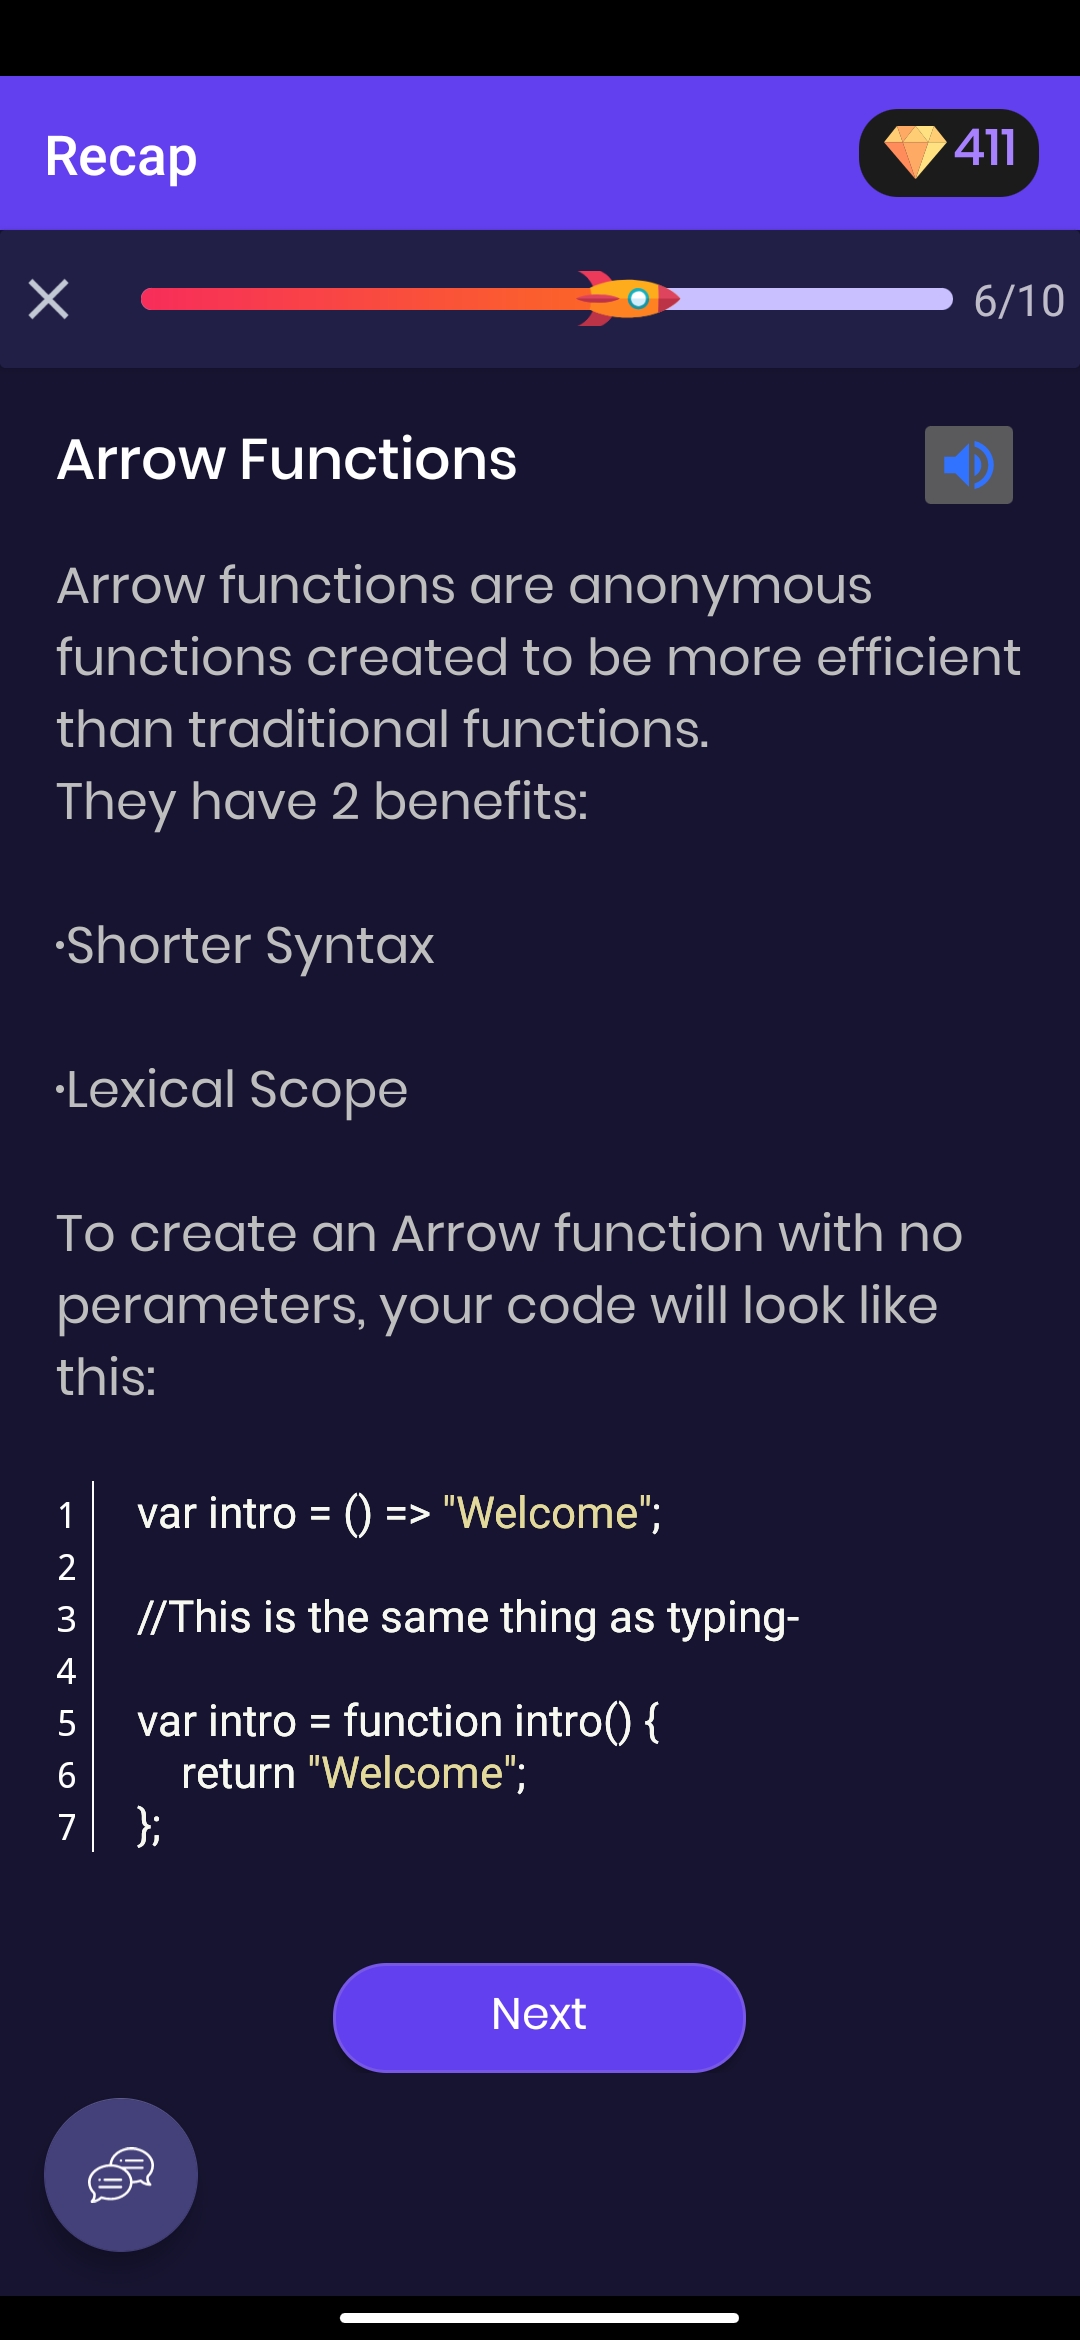 Recap
411
6/10
Arrow Functions
Arrow functions are anonymous
functions created to be more efficient
than traditional functions.
They have 2 benefits:
•Shorter Syntax
•Lexical Scope
To create an Arrow function with no
perameters, your code will look like
this:
1 var intro = () => "Welcome";
2
3 //This is the same thing as typing-
4
5 var intro = function intro() {
6 return "Welcome";
7 };
Next